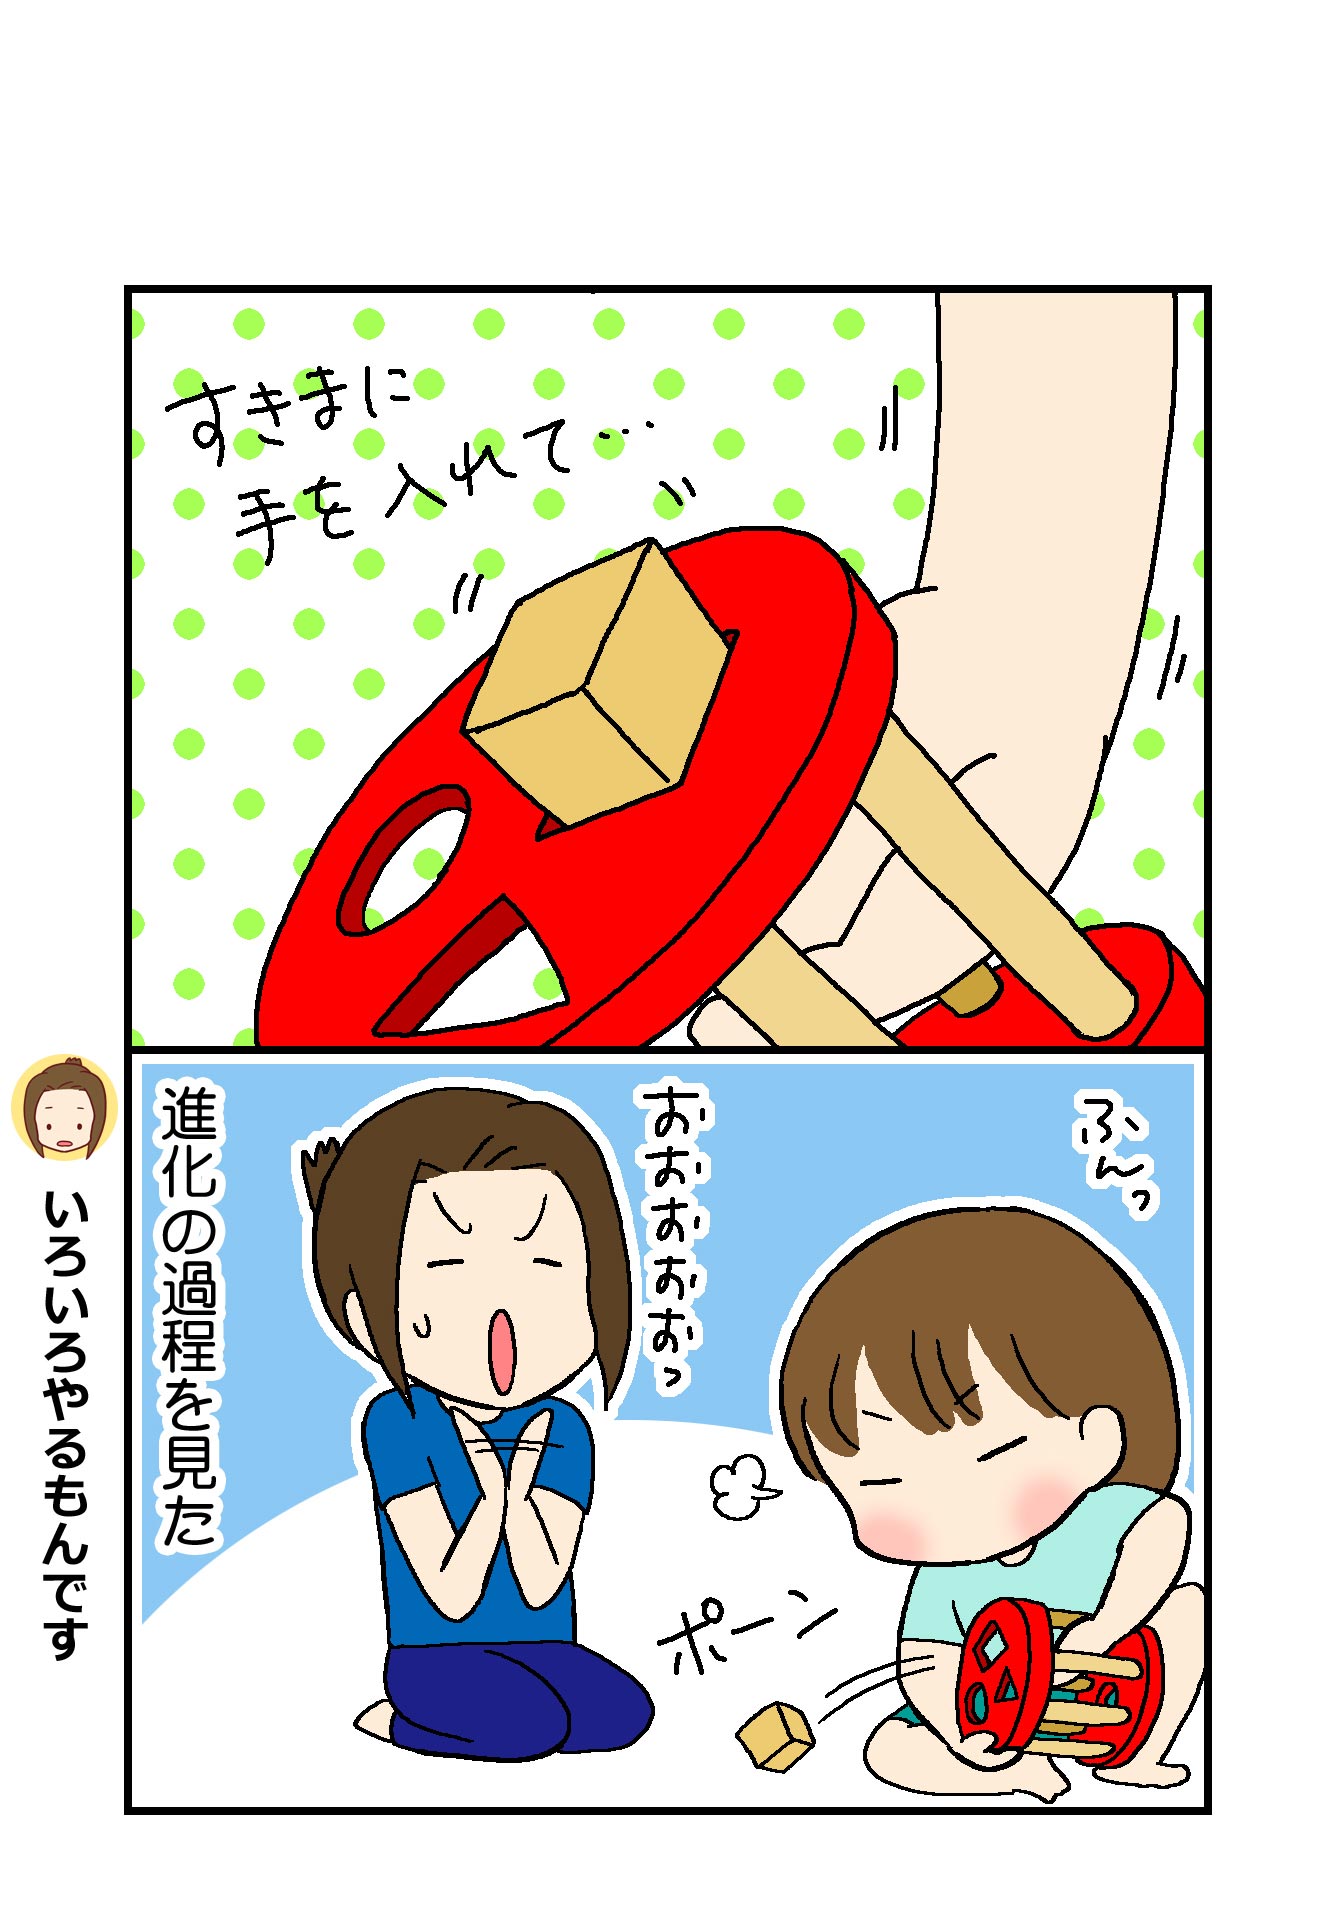 すきまに
手を入れて…
ふんっ
おおおおおっ
ポーン
進化の過程を見た
いろいろやるもんです